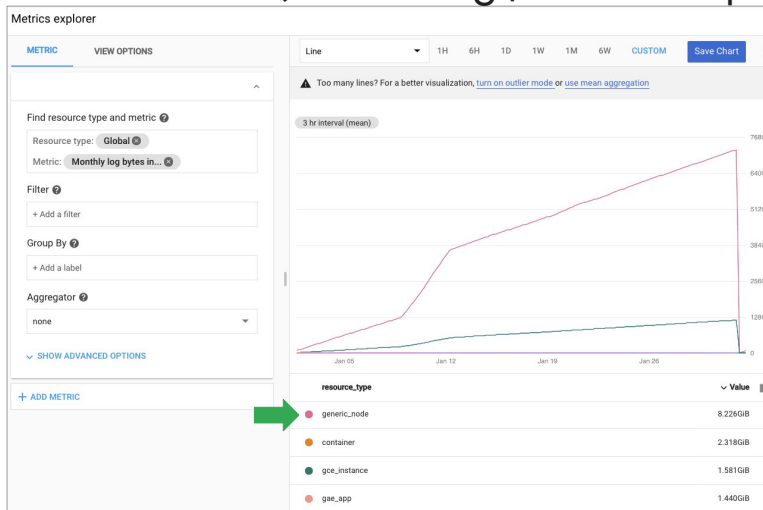 Metrics explorer
METRIC VIEW OPTIONS
Find resource type and metric
Resource type: Global
Metric: Monthly log bytes in...
Filter
+ Add a filter
Group By
+ Add a label
Aggregator
none
SHOW ADVANCED OPTIONS
+ ADD METRIC
Line 1H 6H 1D 1W 1M 6W CUSTOM Save Chart
Too many lines? For a better visualization, turn on outlier mode or use mean aggregation
3 hr interval (mean)
1280
0
Jan 05 Jan 12 Jan 19 Jan 26
resource_type Value
generic_node 8.226GiB
container 2.318GiB
gce_instance 1.581GiB
gae_app 1.440GiB